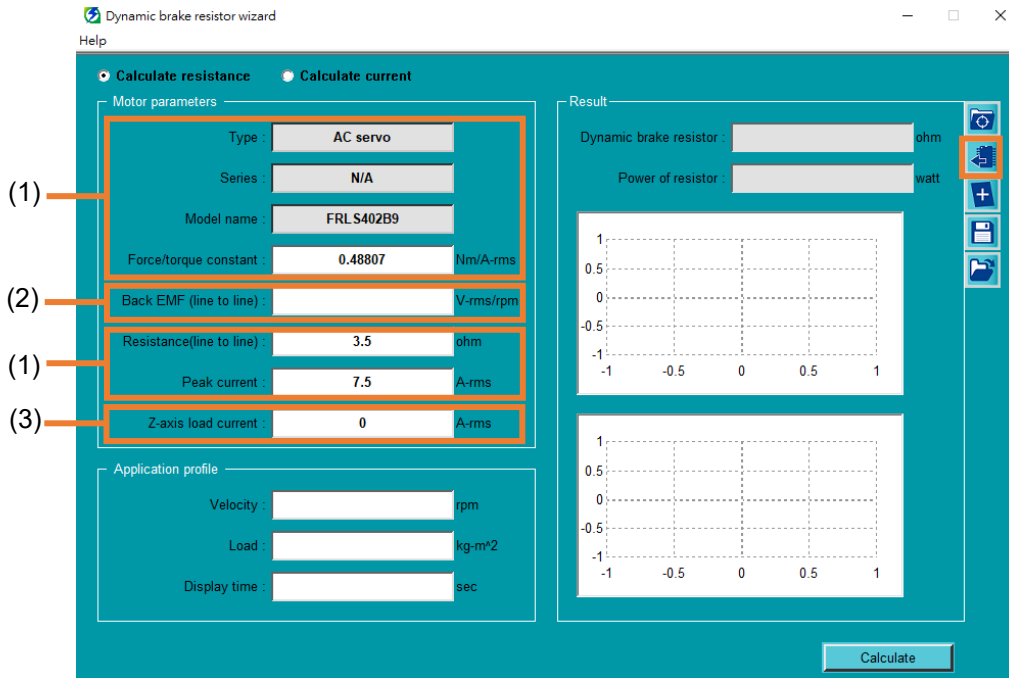 Dynamic brake resistor wizard
Help
Calculate resistance
Calculate current
Motor parameters
(1)
Type : AC servo
Series : N/A
Model name : FRLS402B9
Force/torque constant : 0.48807 Nm/A-rms
(2)
Back EMF (line to line) : V-rms/rpm
(1)
Resistance(line to line) : 3.5 ohm
Peak current : 7.5 A-rms
(3)
Z-axis load current : 0 A-rms
Application profile
Velocity : rpm
Load : kg-m^2
Display time : sec
Result
Dynamic brake resistor : ohm
Power of resistor : watt
1
0.5
0
-0.5
-1
-1 -0.5 0 0.5 1
1
0.5
0
-0.5
-1
-1 -0.5 0 0.5 1
Calculate